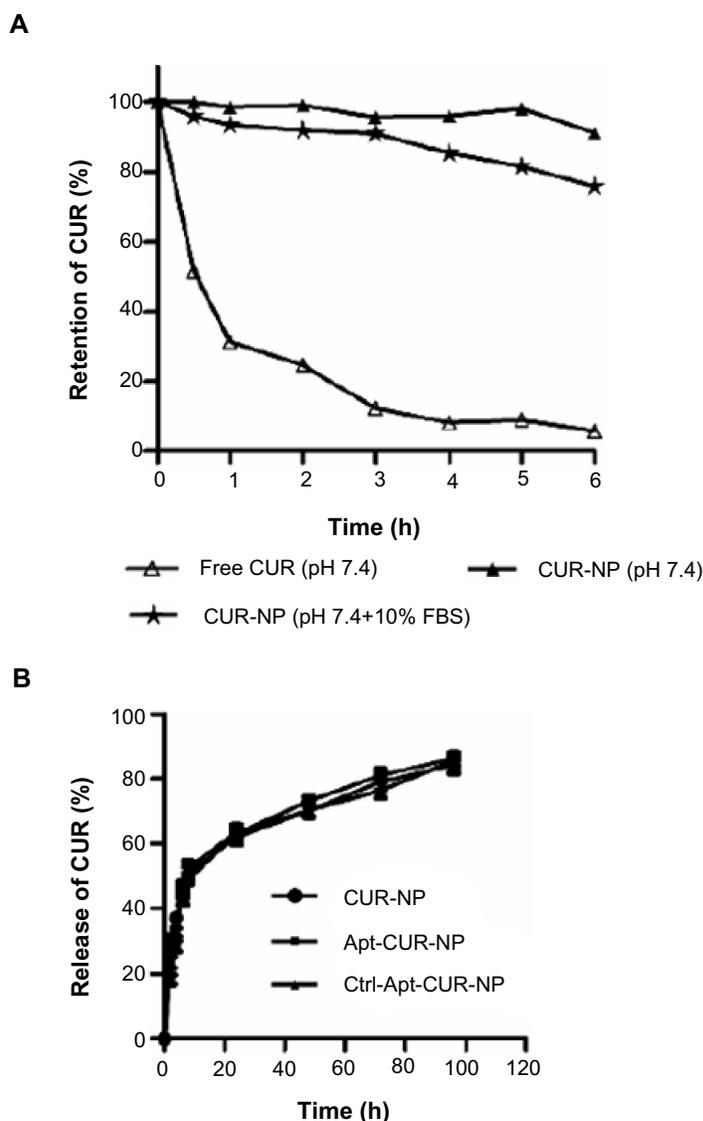 A
Retention of CUR (%)
100
80
60
40
20
0
0 1 2 3 4 5 6
Time (h)
Free CUR (pH 7.4) CUR-NP (pH 7.4)
CUR-NP (pH 7.4+10% FBS)
B
Release of CUR (%)
100
80
60
40
20
0
CUR-NP
Apt-CUR-NP
Ctrl-Apt-CUR-NP
0 20 40 60 80 100 120
Time (h)